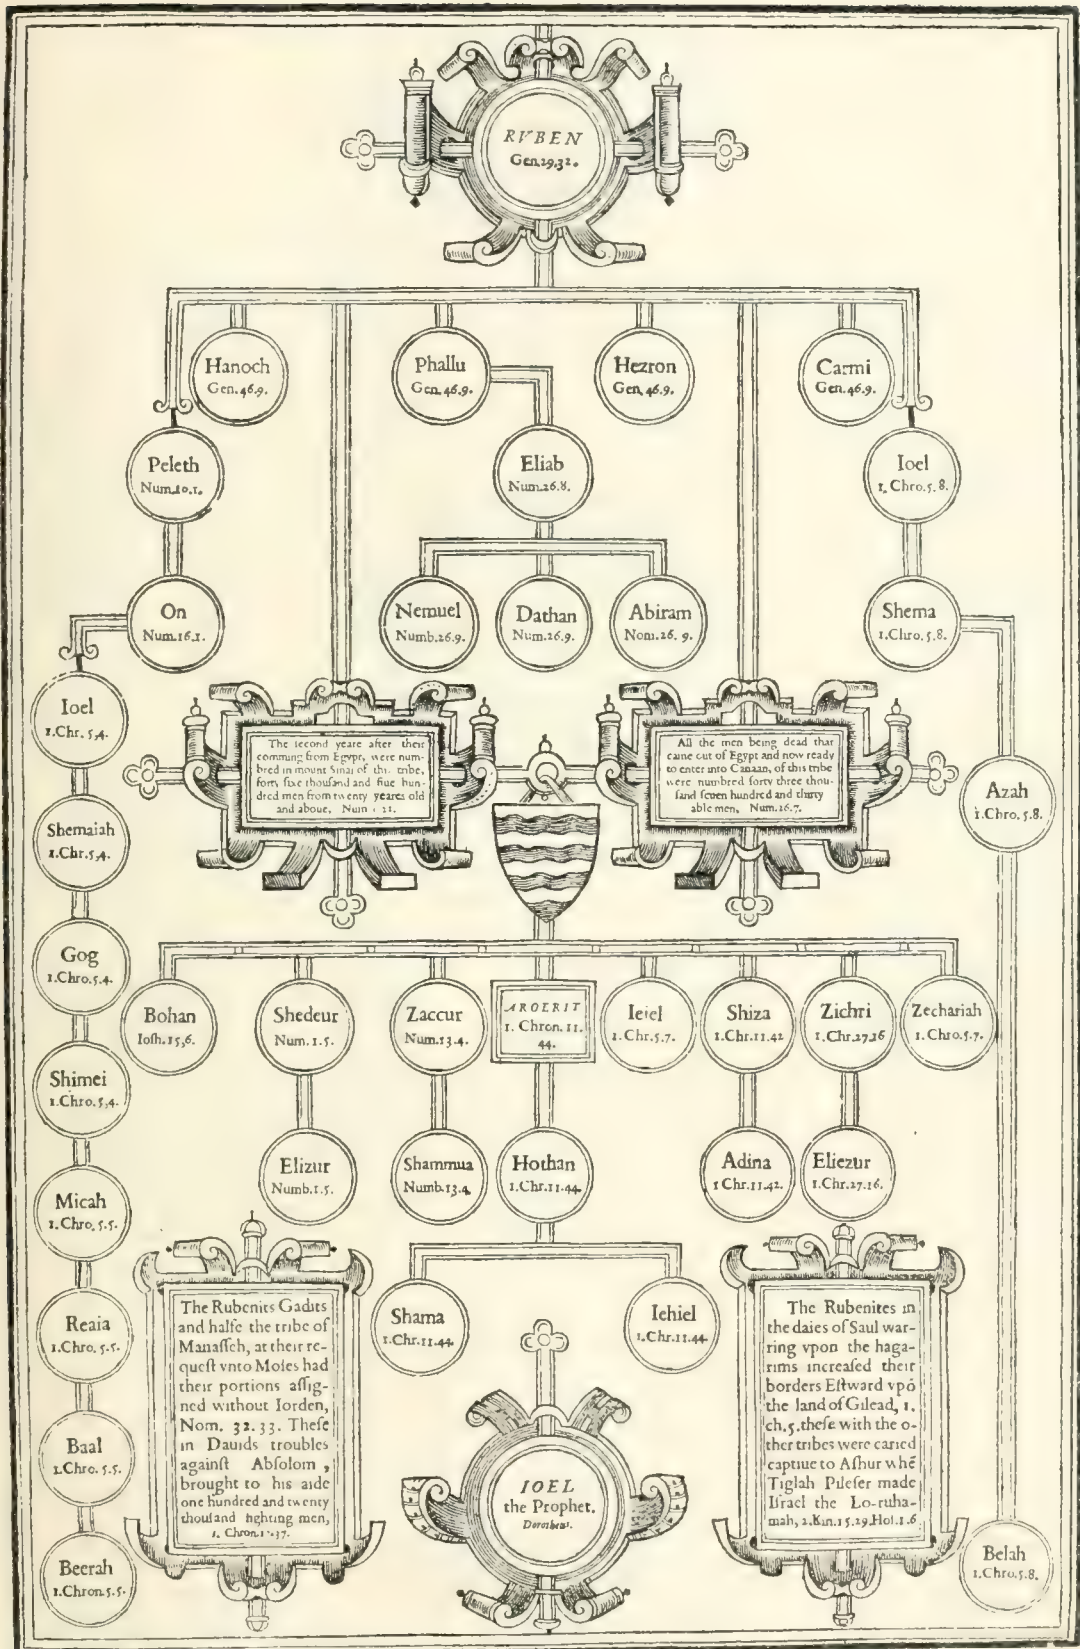 RVBEN
Gen.29.32.
Hanoch
Gen.46.9.
Phallu
Gen.46.9.
Hezron
Gen.46.9.
Carmi
Gen.46.9.
Peleth
Num.10.1.
Eliab
Num.26.8.
Ioel
1. Chro.5.8.
On
Num.16.1.
Nemuel
Numb.26.9.
Dathan
Num.26.9.
Abiram
Nom.26.9.
Shema
1.Chro.5.8.
Ioel
1.Chr.5,4.
The second yeare after their
comming from Egypt, were num-
bred in mount Sinai of this tribe,
forty sixe thousand and fiue hun-
dred men from twenty yeares old
and aboue. Num 1 21.
All the men being dead that
came out of Egypt and now ready
to enter into Canaan, of this tribe
were numbred forty three thou-
ſand ſeven hundred and thirty
able men, Num.26.7.
Azah
1.Chro.5.8.
Shemaiah
1.Chr.5,4.
Gog
1.Chro.5.4.
Bohan
Ioſh.15,6.
Shedeur
Num.1.5.
Zaccur
Num.13.4.
AROERIT
1. Chron.11.
44.
Ieiel
1.Chr.5.7.
Shiza
1.Chr.11.42
Zichri
1.Chr.27.16
Zechariah
1.Chro.5.7.
Shimei
1.Chro.5,4.
Elizur
Numb.1.5.
Shammua
Numb.13.4.
Hothan
1.Chr.11.44.
Adina
1 Chr.11.42.
Eliezur
1.Chr.27.16.
Micah
1.Chro.5.5.
Reaia
1.Chro.5.5.
Shama
1.Chr.11.44.
Iehiel
1.Chr.11.44
Baal
1.Chro.5.5.
Beerah
1.Chron.5.5.
The Rubenits Gadits
and halfe the tribe of
Manaſſeh, at their re-
queſt vnto Moſes had
their portions aſſig-
ned without Iorden,
Nom. 32.33. Theſe
in Dauids troubles
againſt Abſolom,
brought to his aide
one hundred and twenty
thouſand fighting men,
1. Chron.1.37.
IOEL
the Prophet.
Dorotheus.
The Rubenites in
the daies of Saul war-
ring vpon the haga-
rims increaſed their
borders Eſtward vpō
the land of Gilead, 1.
ch.5.theſe with the o-
ther tribes were caried
captiue to Aſhur whē
Tiglah Pileſer made
Iſrael the Lo-ruha-
mah, 2.Kin.15.29.Hoſ.1.6
Belah
1.Chro.5.8.